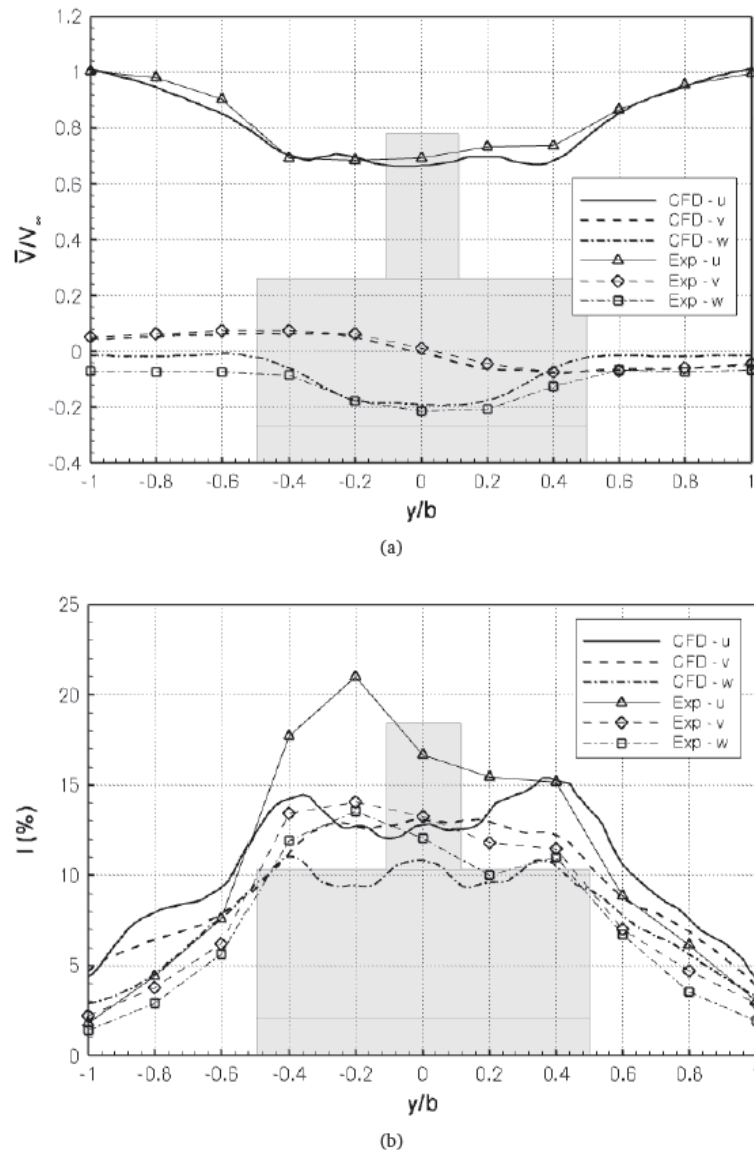 1.2
1
0.8
0.6
0.4
0.2
0
-0.2
-0.4
V̅/V∞
CFD - u
CFD - v
CFD - w
Exp - u
Exp - v
Exp - w
-1 -0.8 -0.6 -0.4 -0.2 0 0.2 0.4 0.6 0.8 1
y/b
(a)
25
20
15
10
5
0
I (%)
CFD - u
CFD - v
CFD - w
Exp - u
Exp - v
Exp - w
-1 -0.8 -0.6 -0.4 -0.2 0 0.2 0.4 0.6 0.8 1
y/b
(b)